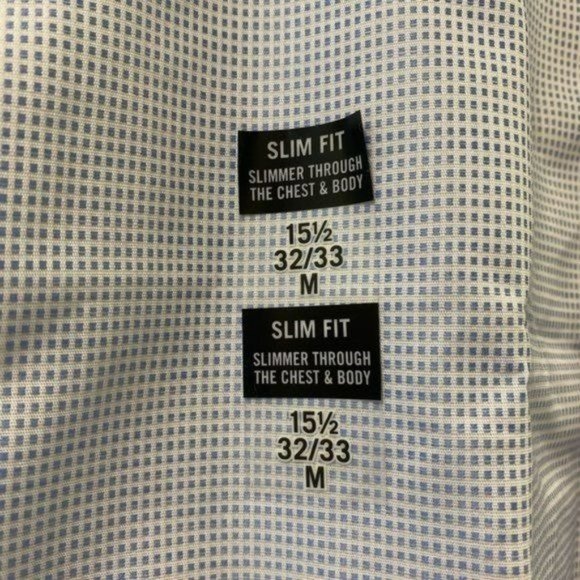 SLIM FIT
SLIMMER THROUGH
THE CHEST & BODY
15½
32/33
M
SLIM FIT
SLIMMER THROUGH
THE CHEST & BODY
15½
32/33
M